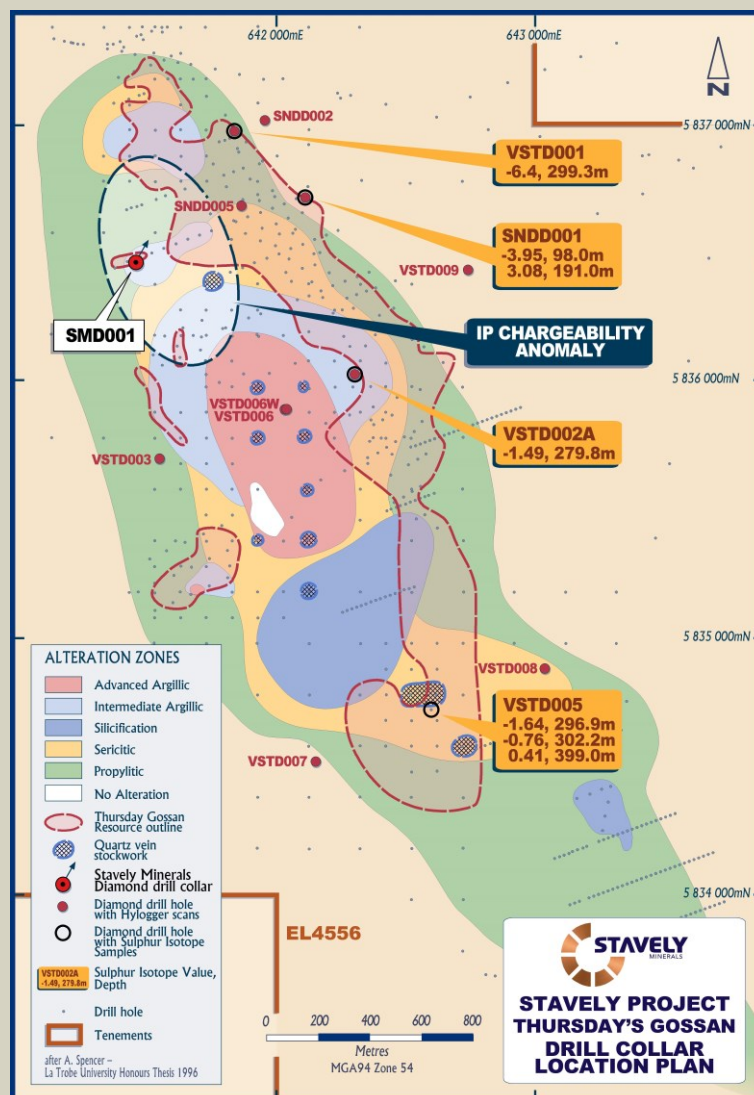 642 000mE
643 000mE
N
SNDD002
5 837 000mN
VSTD001
-6.4, 299.3m
SNDD005
SNDD001
-3.95, 98.0m
3.08, 191.0m
VSTD009
SMD001
IP CHARGEABILITY
ANOMALY
5 836 000mN
VSTD006W
VSTD006
VSTD002A
-1.49, 279.8m
VSTD003
5 835 000mN
VSTD008
VSTD005
-1.64, 296.9m
-0.76, 302.2m
0.41, 399.0m
VSTD007
ALTERATION ZONES
Advanced Argillic
Intermediate Argillic
Silicification
Sericitic
Propylitic
No Alteration
Thursday Gossan
Resource outline
Quartz vein
stockwork
Stavely Minerals
Diamond drill collar
Diamond drill hole
with Hylogger scans
Diamond drill hole
with Sulphur Isotope
Samples
VSTD002A
-1.49, 279.8m
Sulphur Isotope Value,
Depth
Drill hole
Tenements
after A. Spencer –
La Trobe University Honours Thesis 1996
5 834 000mN
EL4556
0 200 400 600 800
Metres
MGA94 Zone 54
STAVELY
MINERALS
STAVELY PROJECT
THURSDAY'S GOSSAN
DRILL COLLAR
LOCATION PLAN